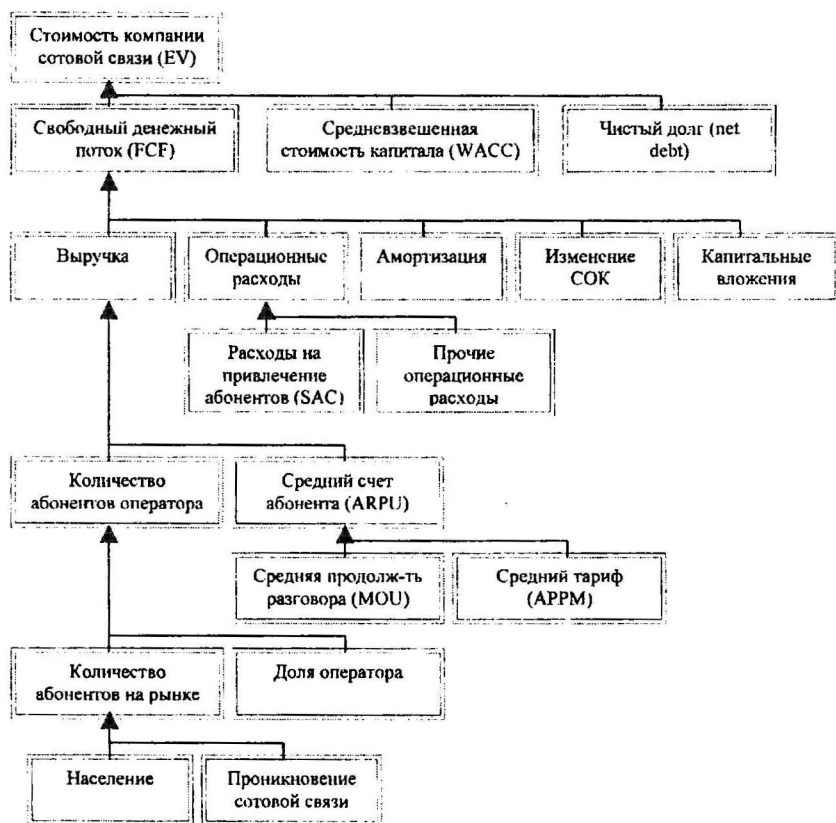 Стоимость компании
сотовой связи (EV)
Свободный денежный
поток (FCF)
Средневзвешенная
стоимость капитала (WACC)
Чистый долг (net
debt)
Выручка
Операционные
расходы
Амортизация
Изменение
СОК
Капитальные
вложения
Расходы на
привлечение
абонентов (SAC)
Прочие
операционные
расходы
Количество
абонентов оператора
Средний счет
абонента (ARPU)
Средняя продолж-ть
разговора (MOU)
Средний тариф
(APPM)
Количество
абонентов на рынке
Доля оператора
Население
Проникновение
сотовой связи